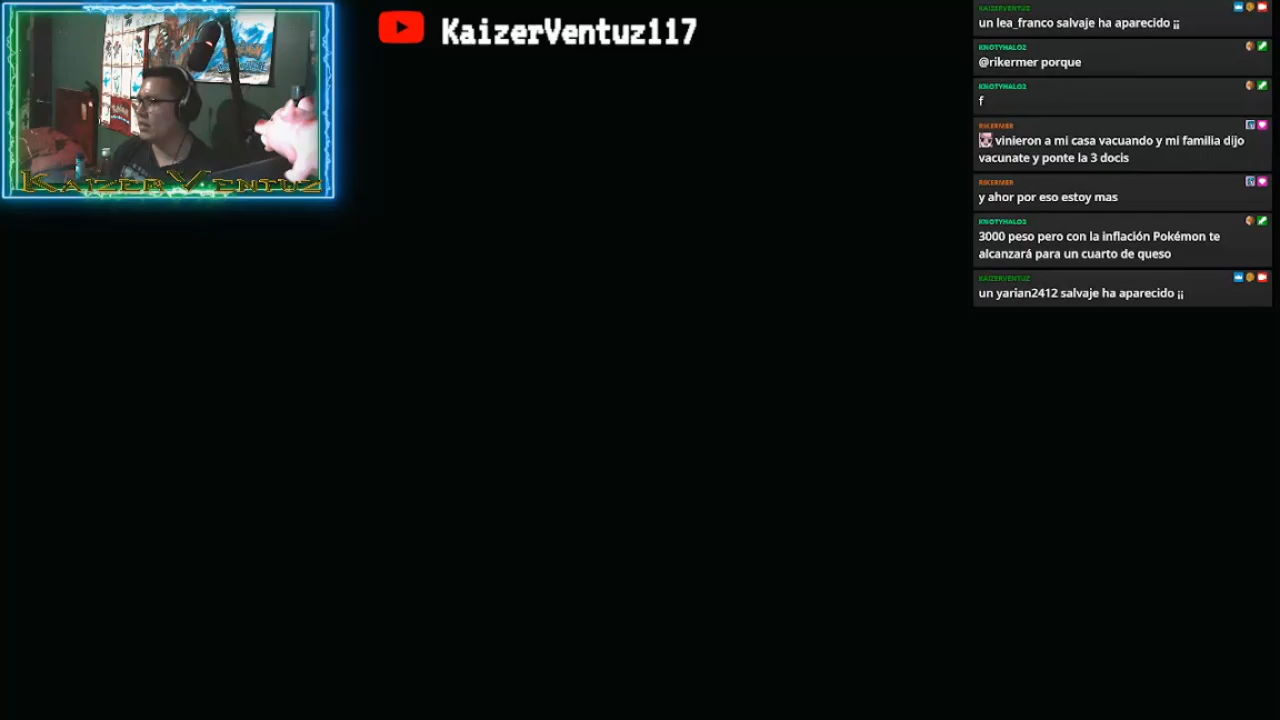 KaizerVentuz117
KaizerVentuz
KAIZERVENTUZ
un lea_franco salvaje ha aparecido ¡¡
KNOTYHALO2
@rikermer porque
KNOTYHALO2
f
RIKERMER
vinieron a mi casa vacuando y mi familia dijo
vacunate y ponte la 3 docis
RIKERMER
y ahor por eso estoy mas
KNOTYHALO2
3000 peso pero con la inflación Pokémon te
alcanzará para un cuarto de queso
KAIZERVENTUZ
un yarian2412 salvaje ha aparecido ¡¡